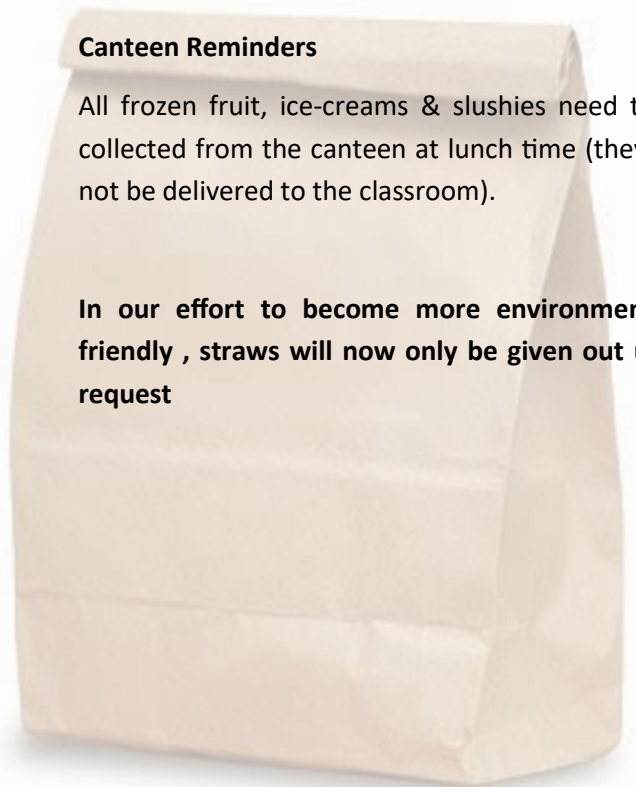 Canteen Reminders
All frozen fruit, ice-creams & slushies need t
collected from the canteen at lunch time (they
not be delivered to the classroom).
In our effort to become more environmen
friendly , straws will now only be given out
request